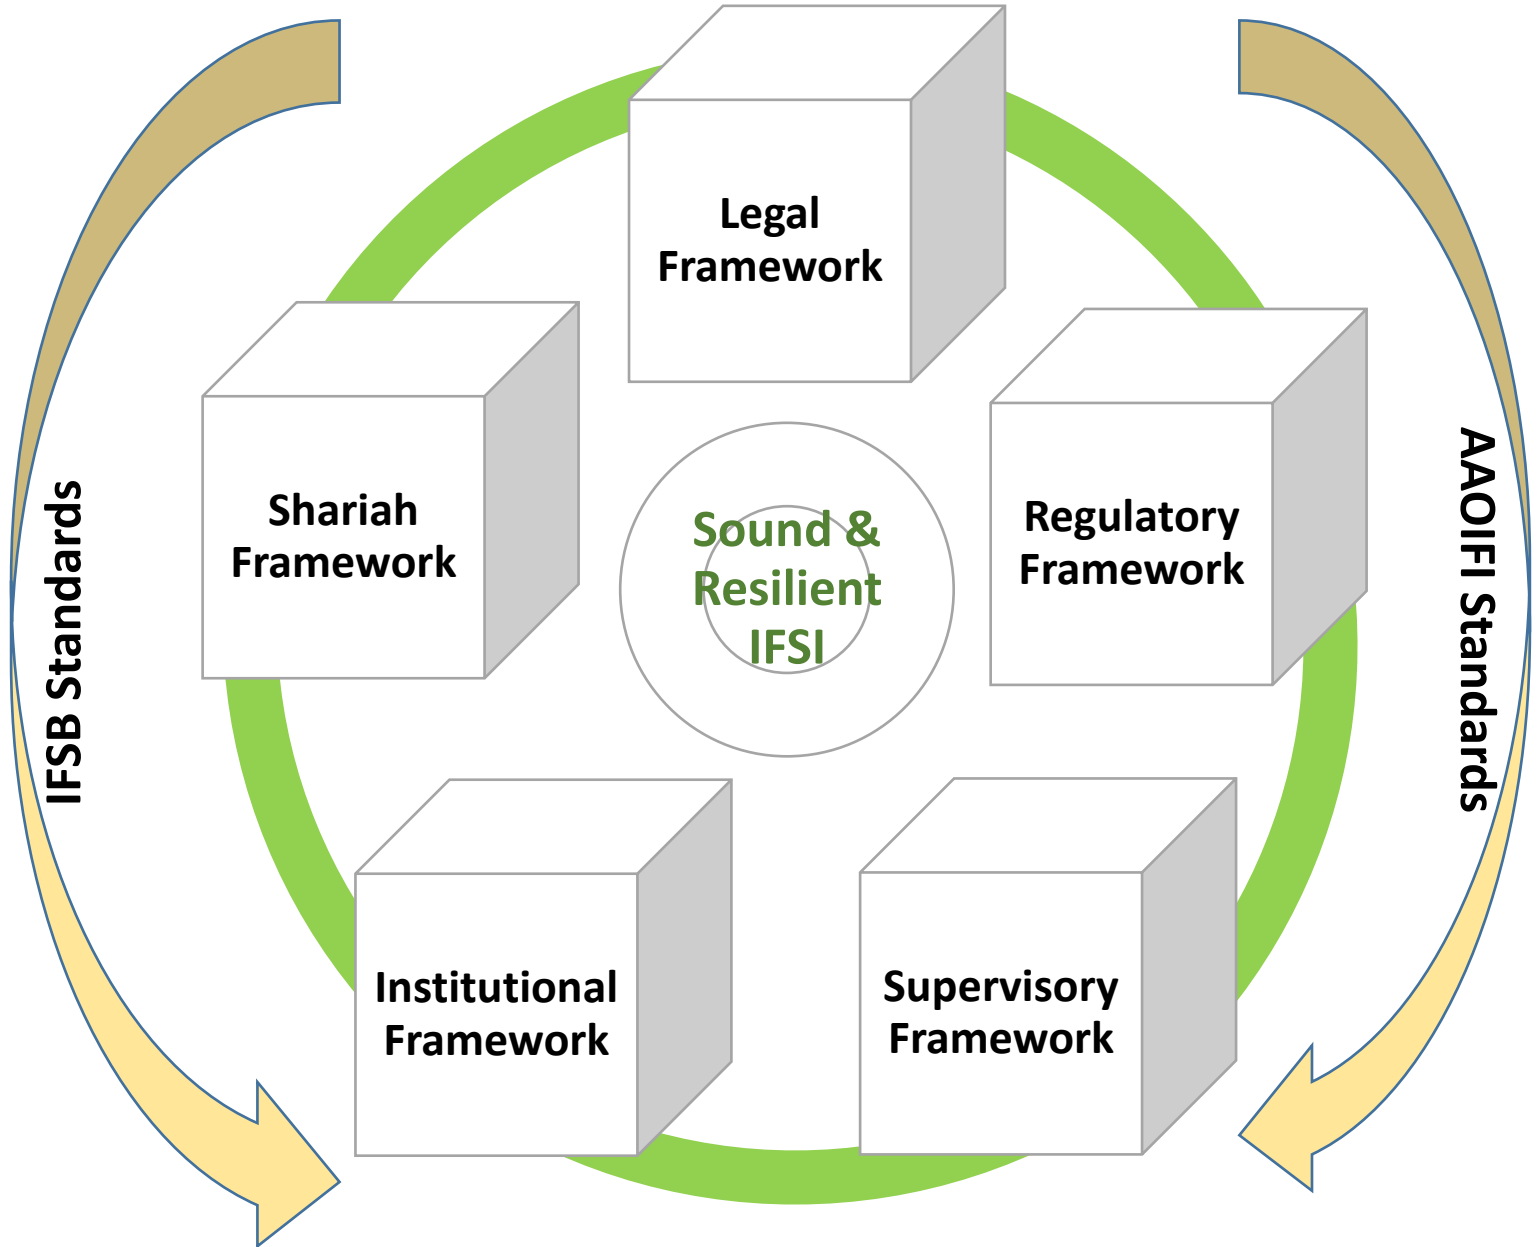 Legal
Framework
Shariah
Framework
Regulatory
Framework
Sound &
Resilient
IFSI
Institutional
Framework
Supervisory
Framework
IFSB Standards
AAOIFI Standards